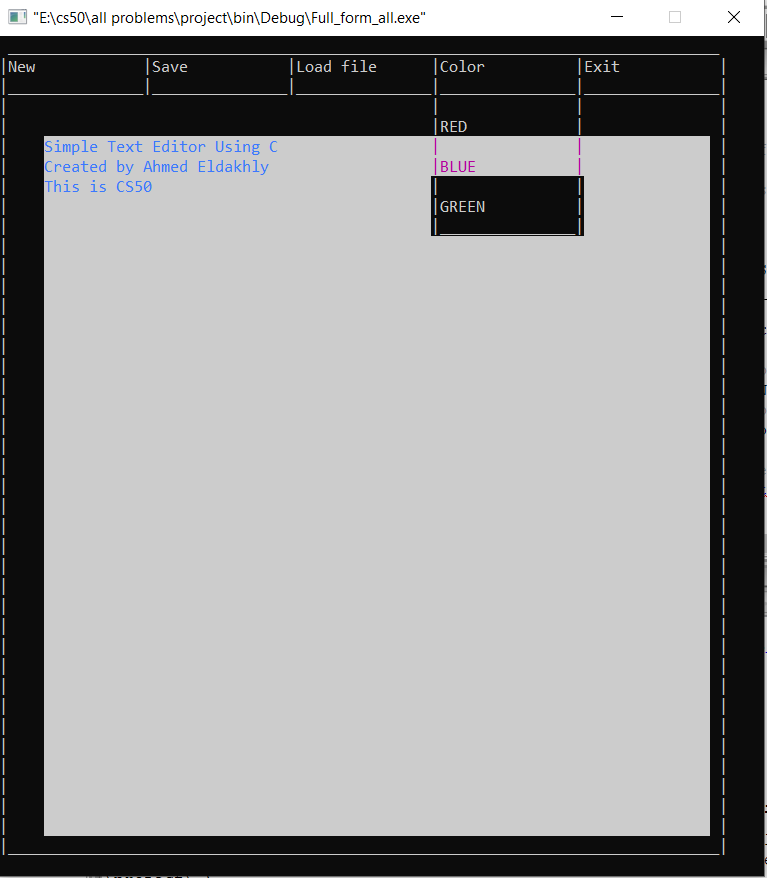 "E:\cs50\all problems\project\bin\Debug\Full_form_all.exe"
New Save Load file Color Exit
RED
Simple Text Editor Using C
Created by Ahmed Eldakhly BLUE
This is CS50
GREEN